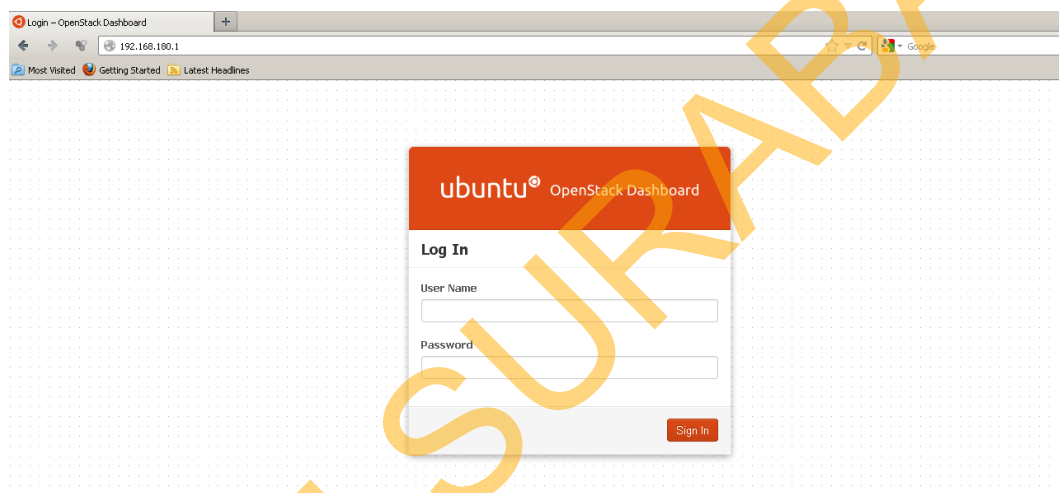 Login – OpenStack Dashboard
192.168.180.1
Google
Most Visited Getting Started Latest Headlines
ubuntu OpenStack Dashboard
Log In
User Name
Password
Sign In
SURABA